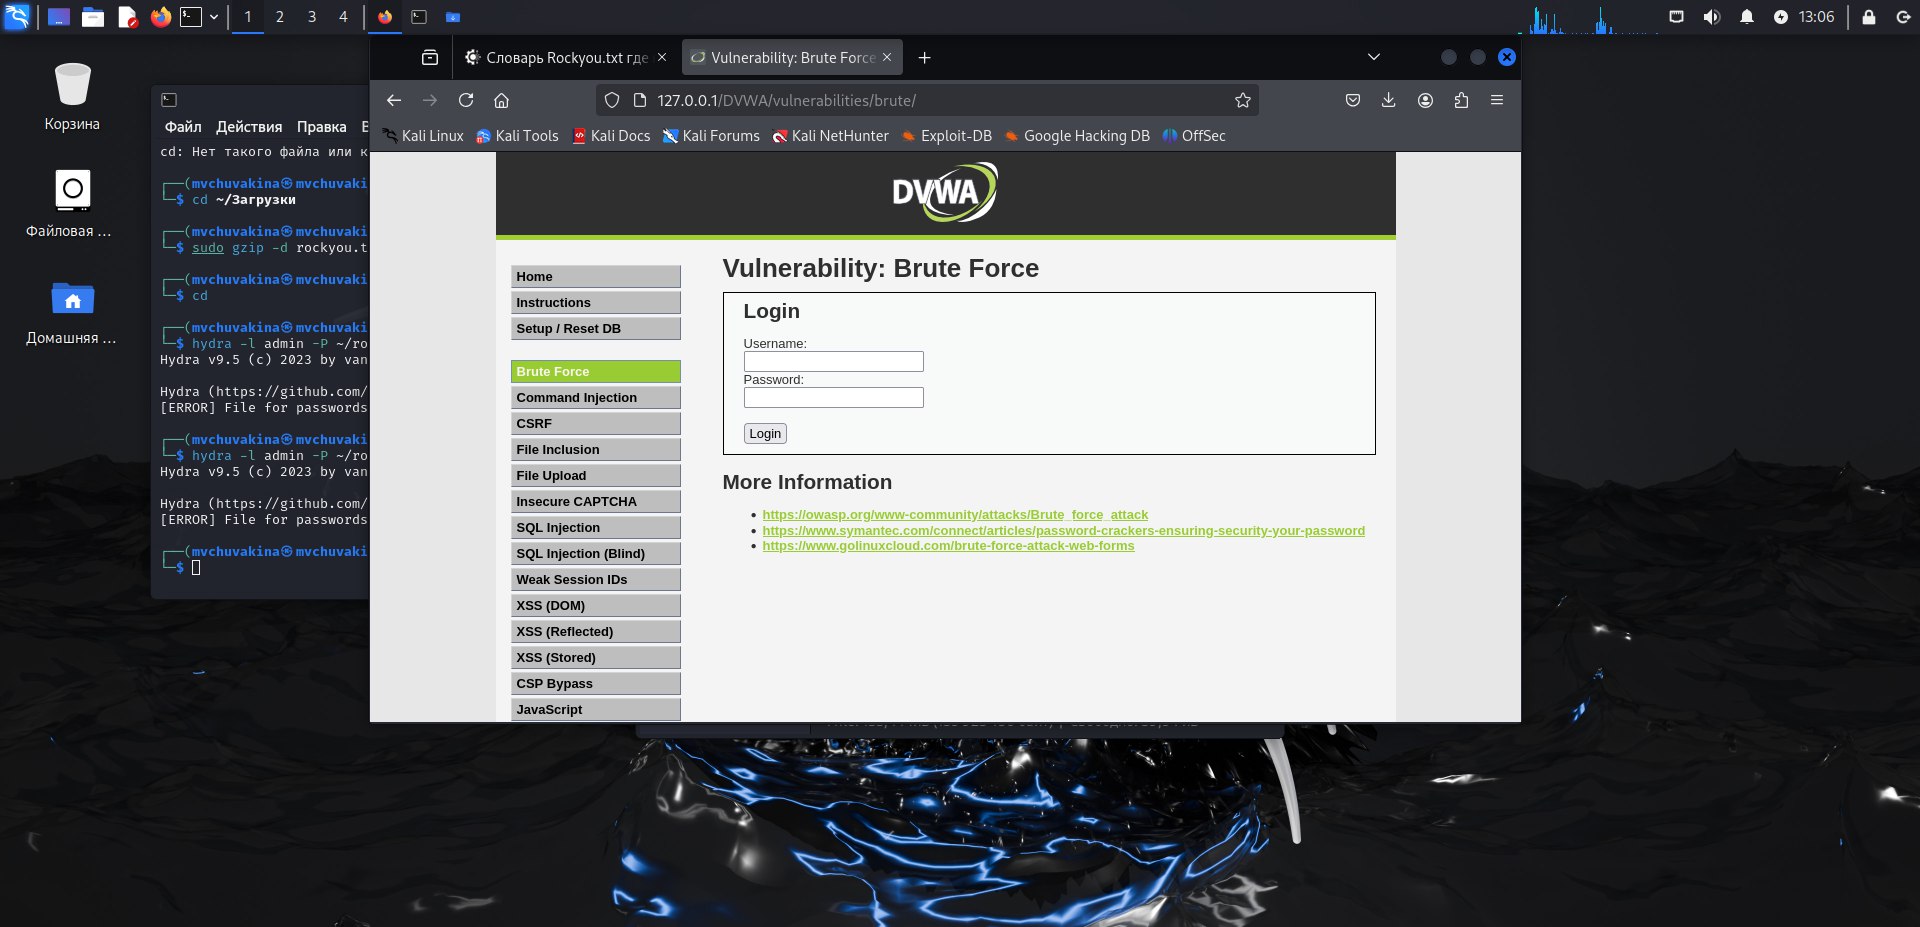 1 2 3 4
13:06
Корзина
Файловая ...
Домашняя ...
Файл Действия Правка
cd: Нет такого файла или к
(mvchuvakina㉿mvchuvaki
$ cd ~/Загрузки
(mvchuvakina㉿mvchuvaki
$ sudo gzip -d rockyou.t
(mvchuvakina㉿mvchuvaki
$ cd
(mvchuvakina㉿mvchuvaki
$ hydra -l admin -P ~/ro
Hydra v9.5 (c) 2023 by van
Hydra (https://github.com/
[ERROR] File for passwords
(mvchuvakina㉿mvchuvaki
$ hydra -l admin -P ~/ro
Hydra v9.5 (c) 2023 by van
Hydra (https://github.com/
[ERROR] File for passwords
(mvchuvakina㉿mvchuvaki
$
Словарь Rockyou.txt где
Vulnerability: Brute Force
127.0.0.1/DVWA/vulnerabilities/brute/
Kali Linux Kali Tools Kali Docs Kali Forums Kali NetHunter Exploit-DB Google Hacking DB OffSec
DVWA
Home
Instructions
Setup / Reset DB
Brute Force
Command Injection
CSRF
File Inclusion
File Upload
Insecure CAPTCHA
SQL Injection
SQL Injection (Blind)
Weak Session IDs
XSS (DOM)
XSS (Reflected)
XSS (Stored)
CSP Bypass
JavaScript
Vulnerability: Brute Force
Login
Username:
Password:
Login
More Information
https://owasp.org/www-community/attacks/Brute_force_attack
https://www.symantec.com/connect/articles/password-crackers-ensuring-security-your-password
https://www.golinuxcloud.com/brute-force-attack-web-forms